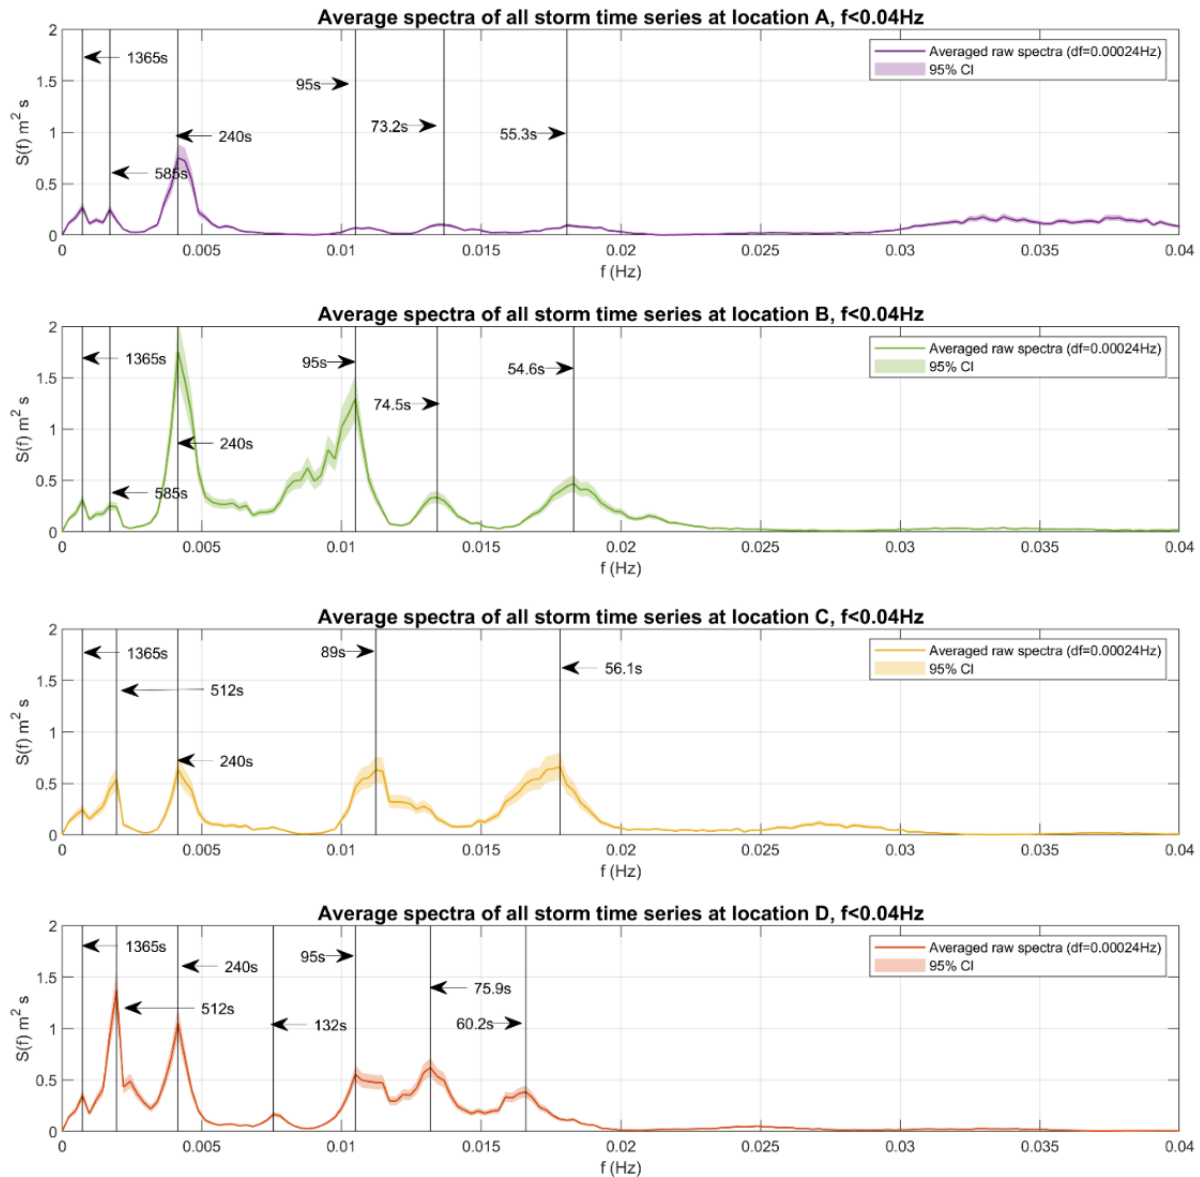 Average spectra of all storm time series at location A, f<0.04Hz
2
1.5
1
0.5
0
S(f) m² s
1365s
585s
240s
95s
73.2s
55.3s
Averaged raw spectra (df=0.00024Hz)
95% CI
0 0.005 0.01 0.015 0.02 0.025 0.03 0.035 0.04
f (Hz)
Average spectra of all storm time series at location B, f<0.04Hz
2
1.5
1
0.5
0
S(f) m² s
1365s
585s
240s
95s
74.5s
54.6s
Averaged raw spectra (df=0.00024Hz)
95% CI
0 0.005 0.01 0.015 0.02 0.025 0.03 0.035 0.04
f (Hz)
Average spectra of all storm time series at location C, f<0.04Hz
2
1.5
1
0.5
0
S(f) m² s
1365s
512s
240s
89s
56.1s
Averaged raw spectra (df=0.00024Hz)
95% CI
0 0.005 0.01 0.015 0.02 0.025 0.03 0.035 0.04
f (Hz)
Average spectra of all storm time series at location D, f<0.04Hz
2
1.5
1
0.5
0
S(f) m² s
1365s
240s
512s
132s
95s
75.9s
60.2s
Averaged raw spectra (df=0.00024Hz)
95% CI
0 0.005 0.01 0.015 0.02 0.025 0.03 0.035 0.04
f (Hz)